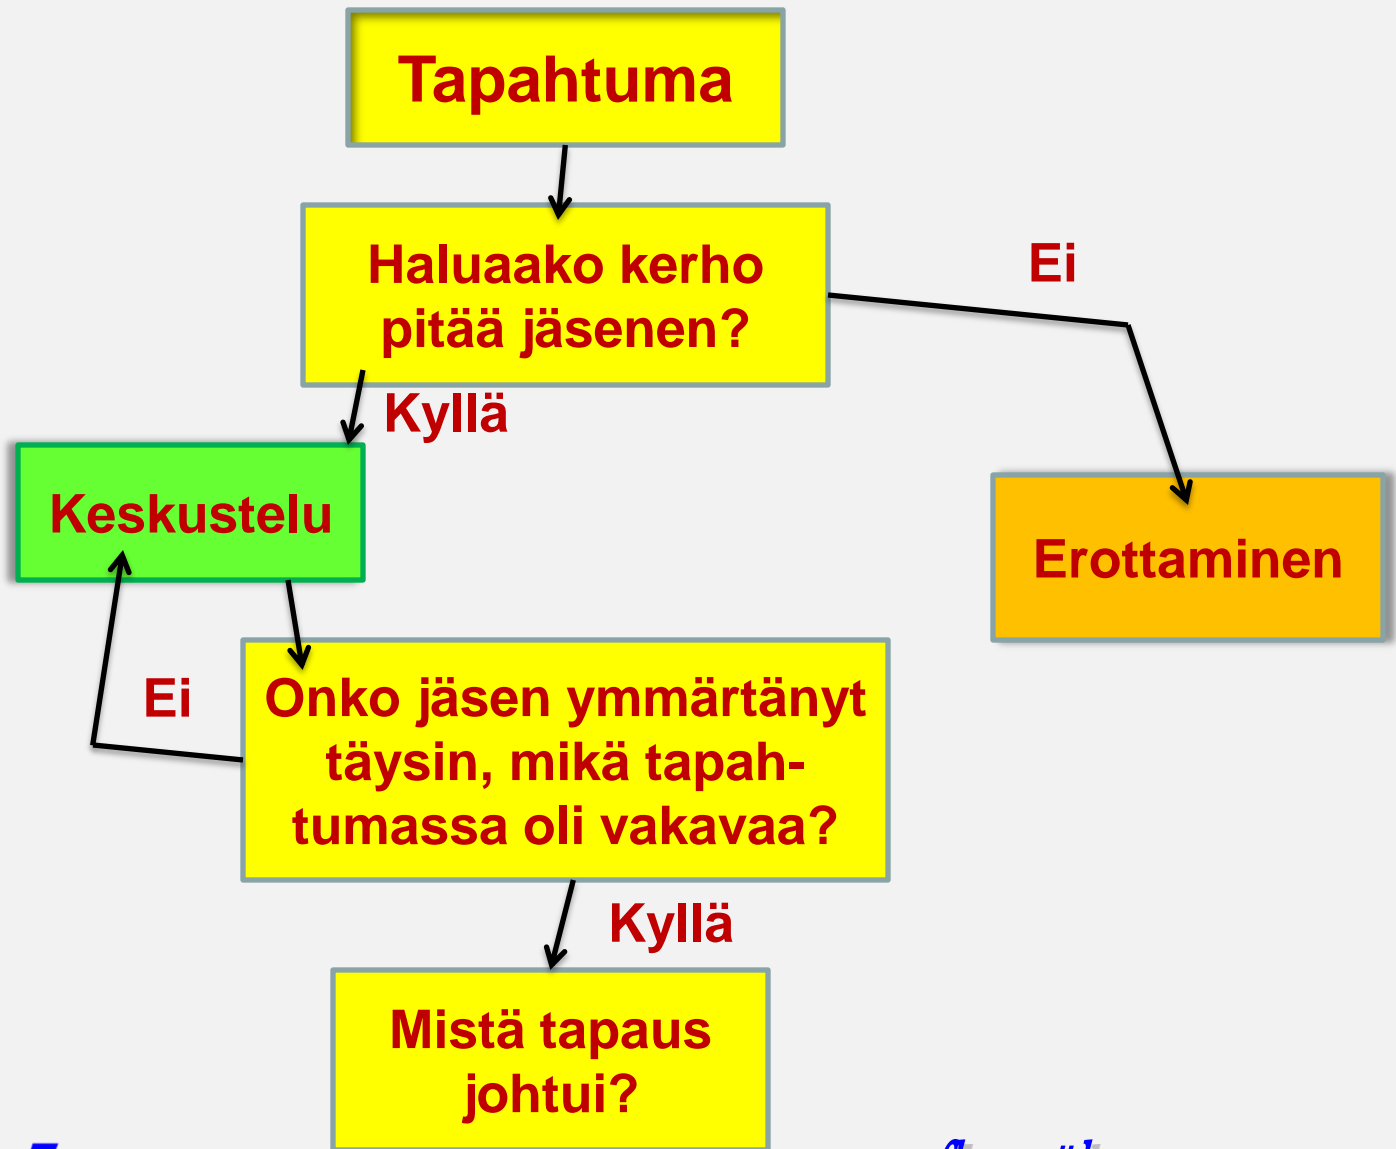 Tapahtuma
Haluaako kerho
pitää jäsenen?
Ei
Kyllä
Keskustelu
Erottaminen
Ei
Onko jäsen ymmärtänyt
täysin, mikä tapah-
tumassa oli vakavaa?
Kyllä
Mistä tapaus
johtui?